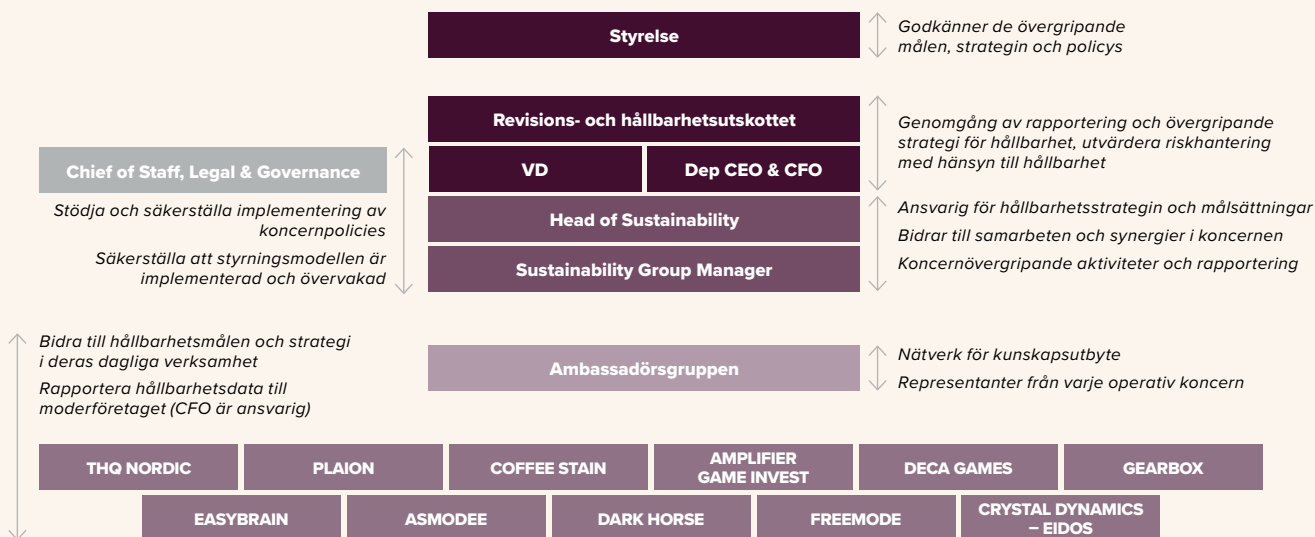 Styrelse
Godkänner de övergripande
målen, strategin och policys
Revisions- och hållbarhetsutskottet
Genomgång av rapportering och övergripande
strategi för hållbarhet, utvärdera riskhantering
med hänsyn till hållbarhet
VD
Dep CEO & CFO
Chief of Staff, Legal & Governance
Stödja och säkerställa implementering av
koncernpolicies
Säkerställa att styrningsmodellen är
implementerad och övervakad
Head of Sustainability
Sustainability Group Manager
Ansvarig för hållbarhetsstrategin och målsättningar
Bidrar till samarbeten och synergier i koncernen
Koncernövergripande aktiviteter och rapportering
Bidra till hållbarhetsmålen och strategi
i deras dagliga verksamhet
Rapportera hållbarhetsdata till
moderföretaget (CFO är ansvarig)
Ambassadörsgruppen
Nätverk för kunskapsutbyte
Representanter från varje operativ koncern
THQ NORDIC
PLAION
COFFEE STAIN
AMPLIFIER
GAME INVEST
DECA GAMES
GEARBOX
EASYBRAIN
ASMODEE
DARK HORSE
FREEMODE
CRYSTAL DYNAMICS
– EIDOS